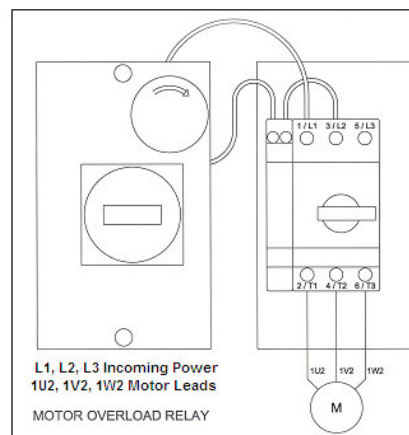 1 / L1 3 / L2 5 / L3
2 / T1 4 / T2 6 / T3
1U2 1V2 1W2
M
L1, L2, L3 Incoming Power
1U2, 1V2, 1W2 Motor Leads
MOTOR OVERLOAD RELAY